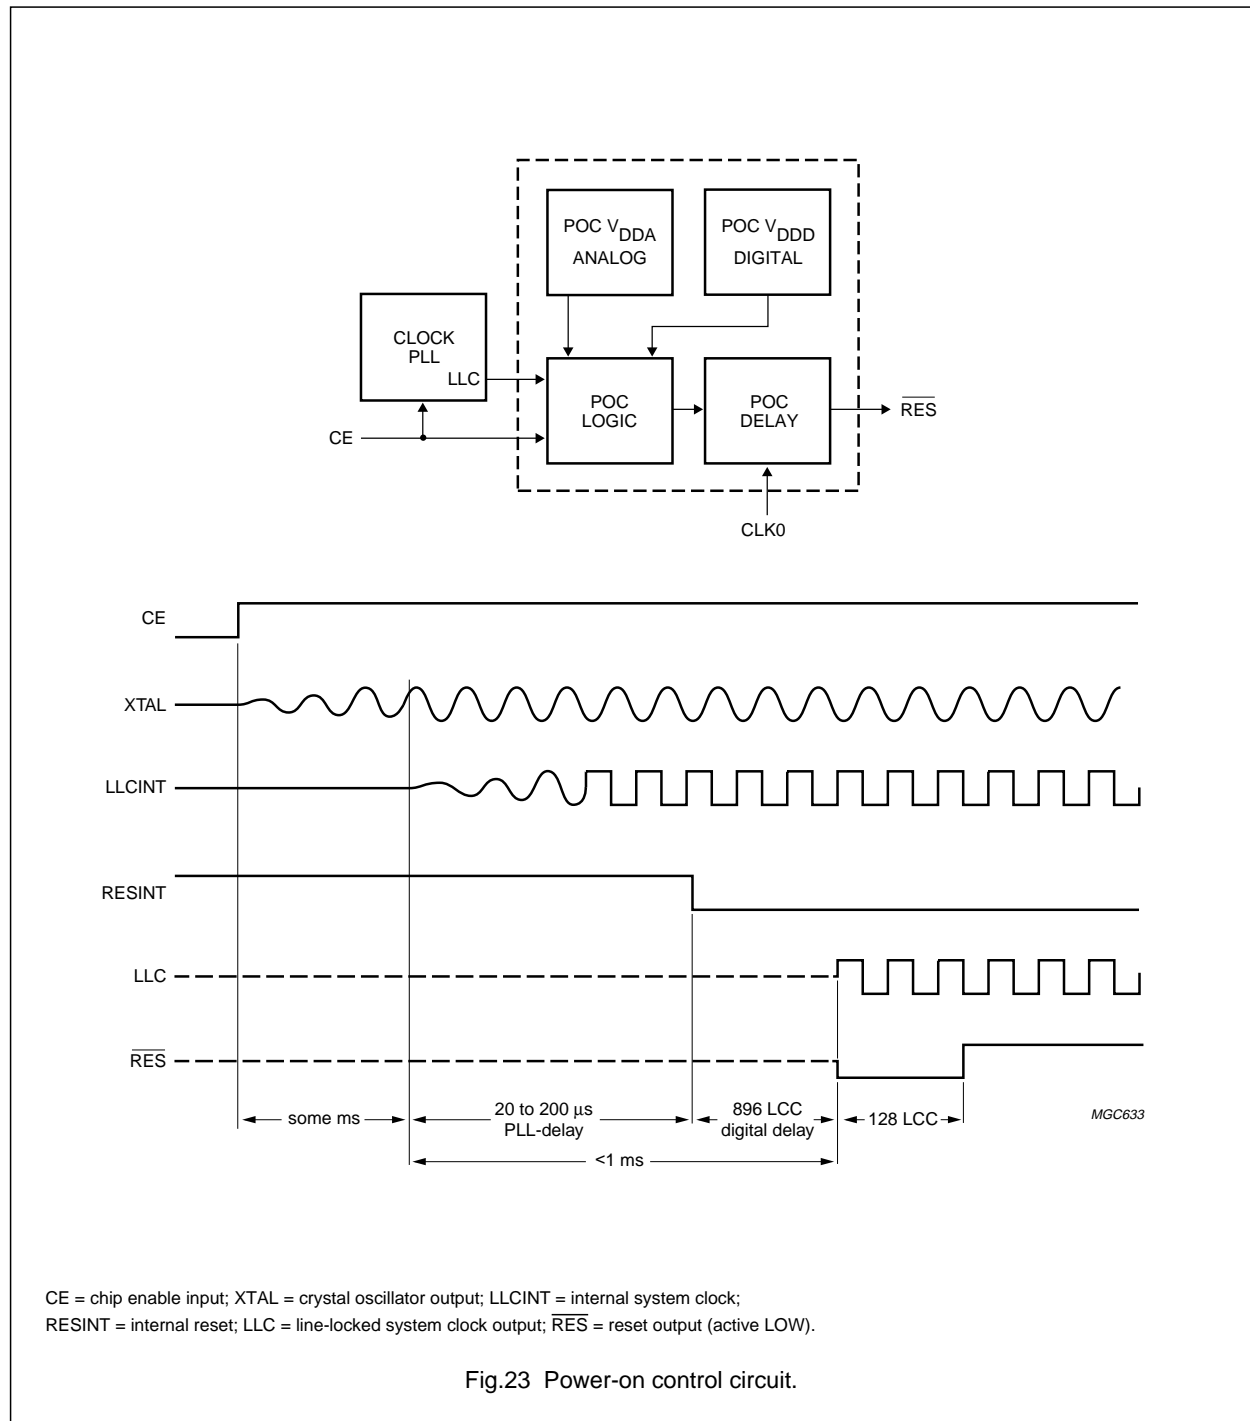 POC VDDA
ANALOG
POC VDDD
DIGITAL
CLOCK
PLL
LLC
POC
LOGIC
POC
DELAY
RES
CE
CLK0
CE
XTAL
LLCINT
RESINT
LLC
RES
some ms
20 to 200 μs
PLL-delay
896 LCC
digital delay
128 LCC
MGC633
<1 ms
CE = chip enable input; XTAL = crystal oscillator output; LLCINT = internal system clock;
RESINT = internal reset; LLC = line-locked system clock output; RES = reset output (active LOW).
Fig.23 Power-on control circuit.